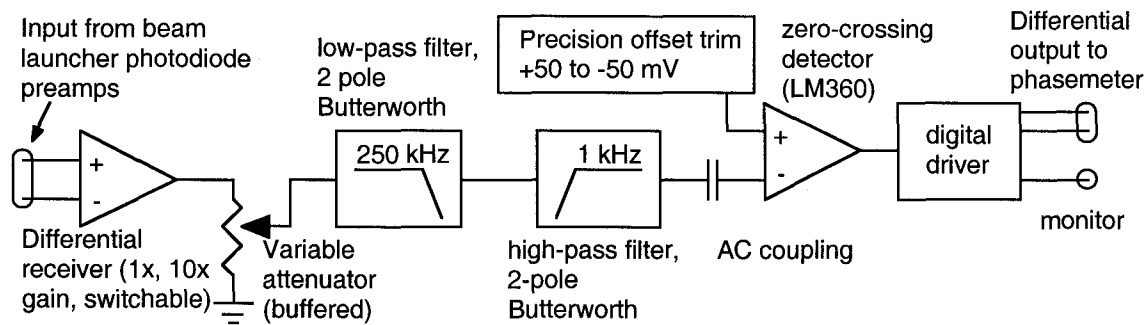 Input from beam
launcher photodiode
preamps
low-pass filter,
2 pole
Butterworth
Precision offset trim
+50 to -50 mV
zero-crossing
detector
(LM360)
Differential
output to
phasemeter
+
-
250 kHz
1 kHz
+
-
digital
driver
monitor
Differential
receiver (1x, 10x
gain, switchable)
Variable
attenuator
(buffered)
high-pass filter,
2-pole
Butterworth
AC coupling